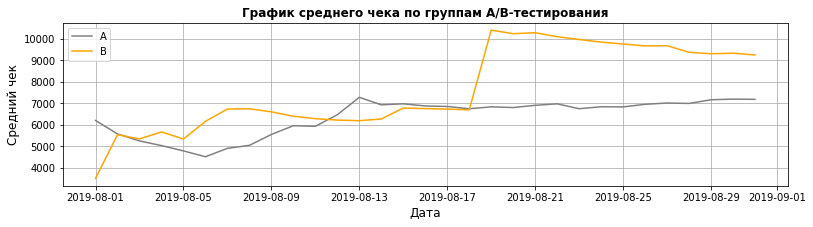 График среднего чека по группам A/B-тестирования
A
B
Средний чек
10000
9000
8000
7000
6000
5000
4000
2019-08-01 2019-08-05 2019-08-09 2019-08-13 2019-08-17 2019-08-21 2019-08-25 2019-08-29 2019-09-01
Дата